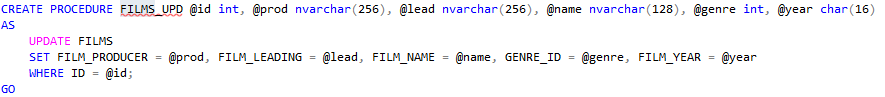 CREATE PROCEDURE FILMS_UPD @id int, @prod nvarchar(256), @lead nvarchar(256), @name nvarchar(128), @genre int, @year char(16)
AS
    UPDATE FILMS
    SET FILM_PRODUCER = @prod, FILM_LEADING = @lead, FILM_NAME = @name, GENRE_ID = @genre, FILM_YEAR = @year
    WHERE ID = @id;
GO